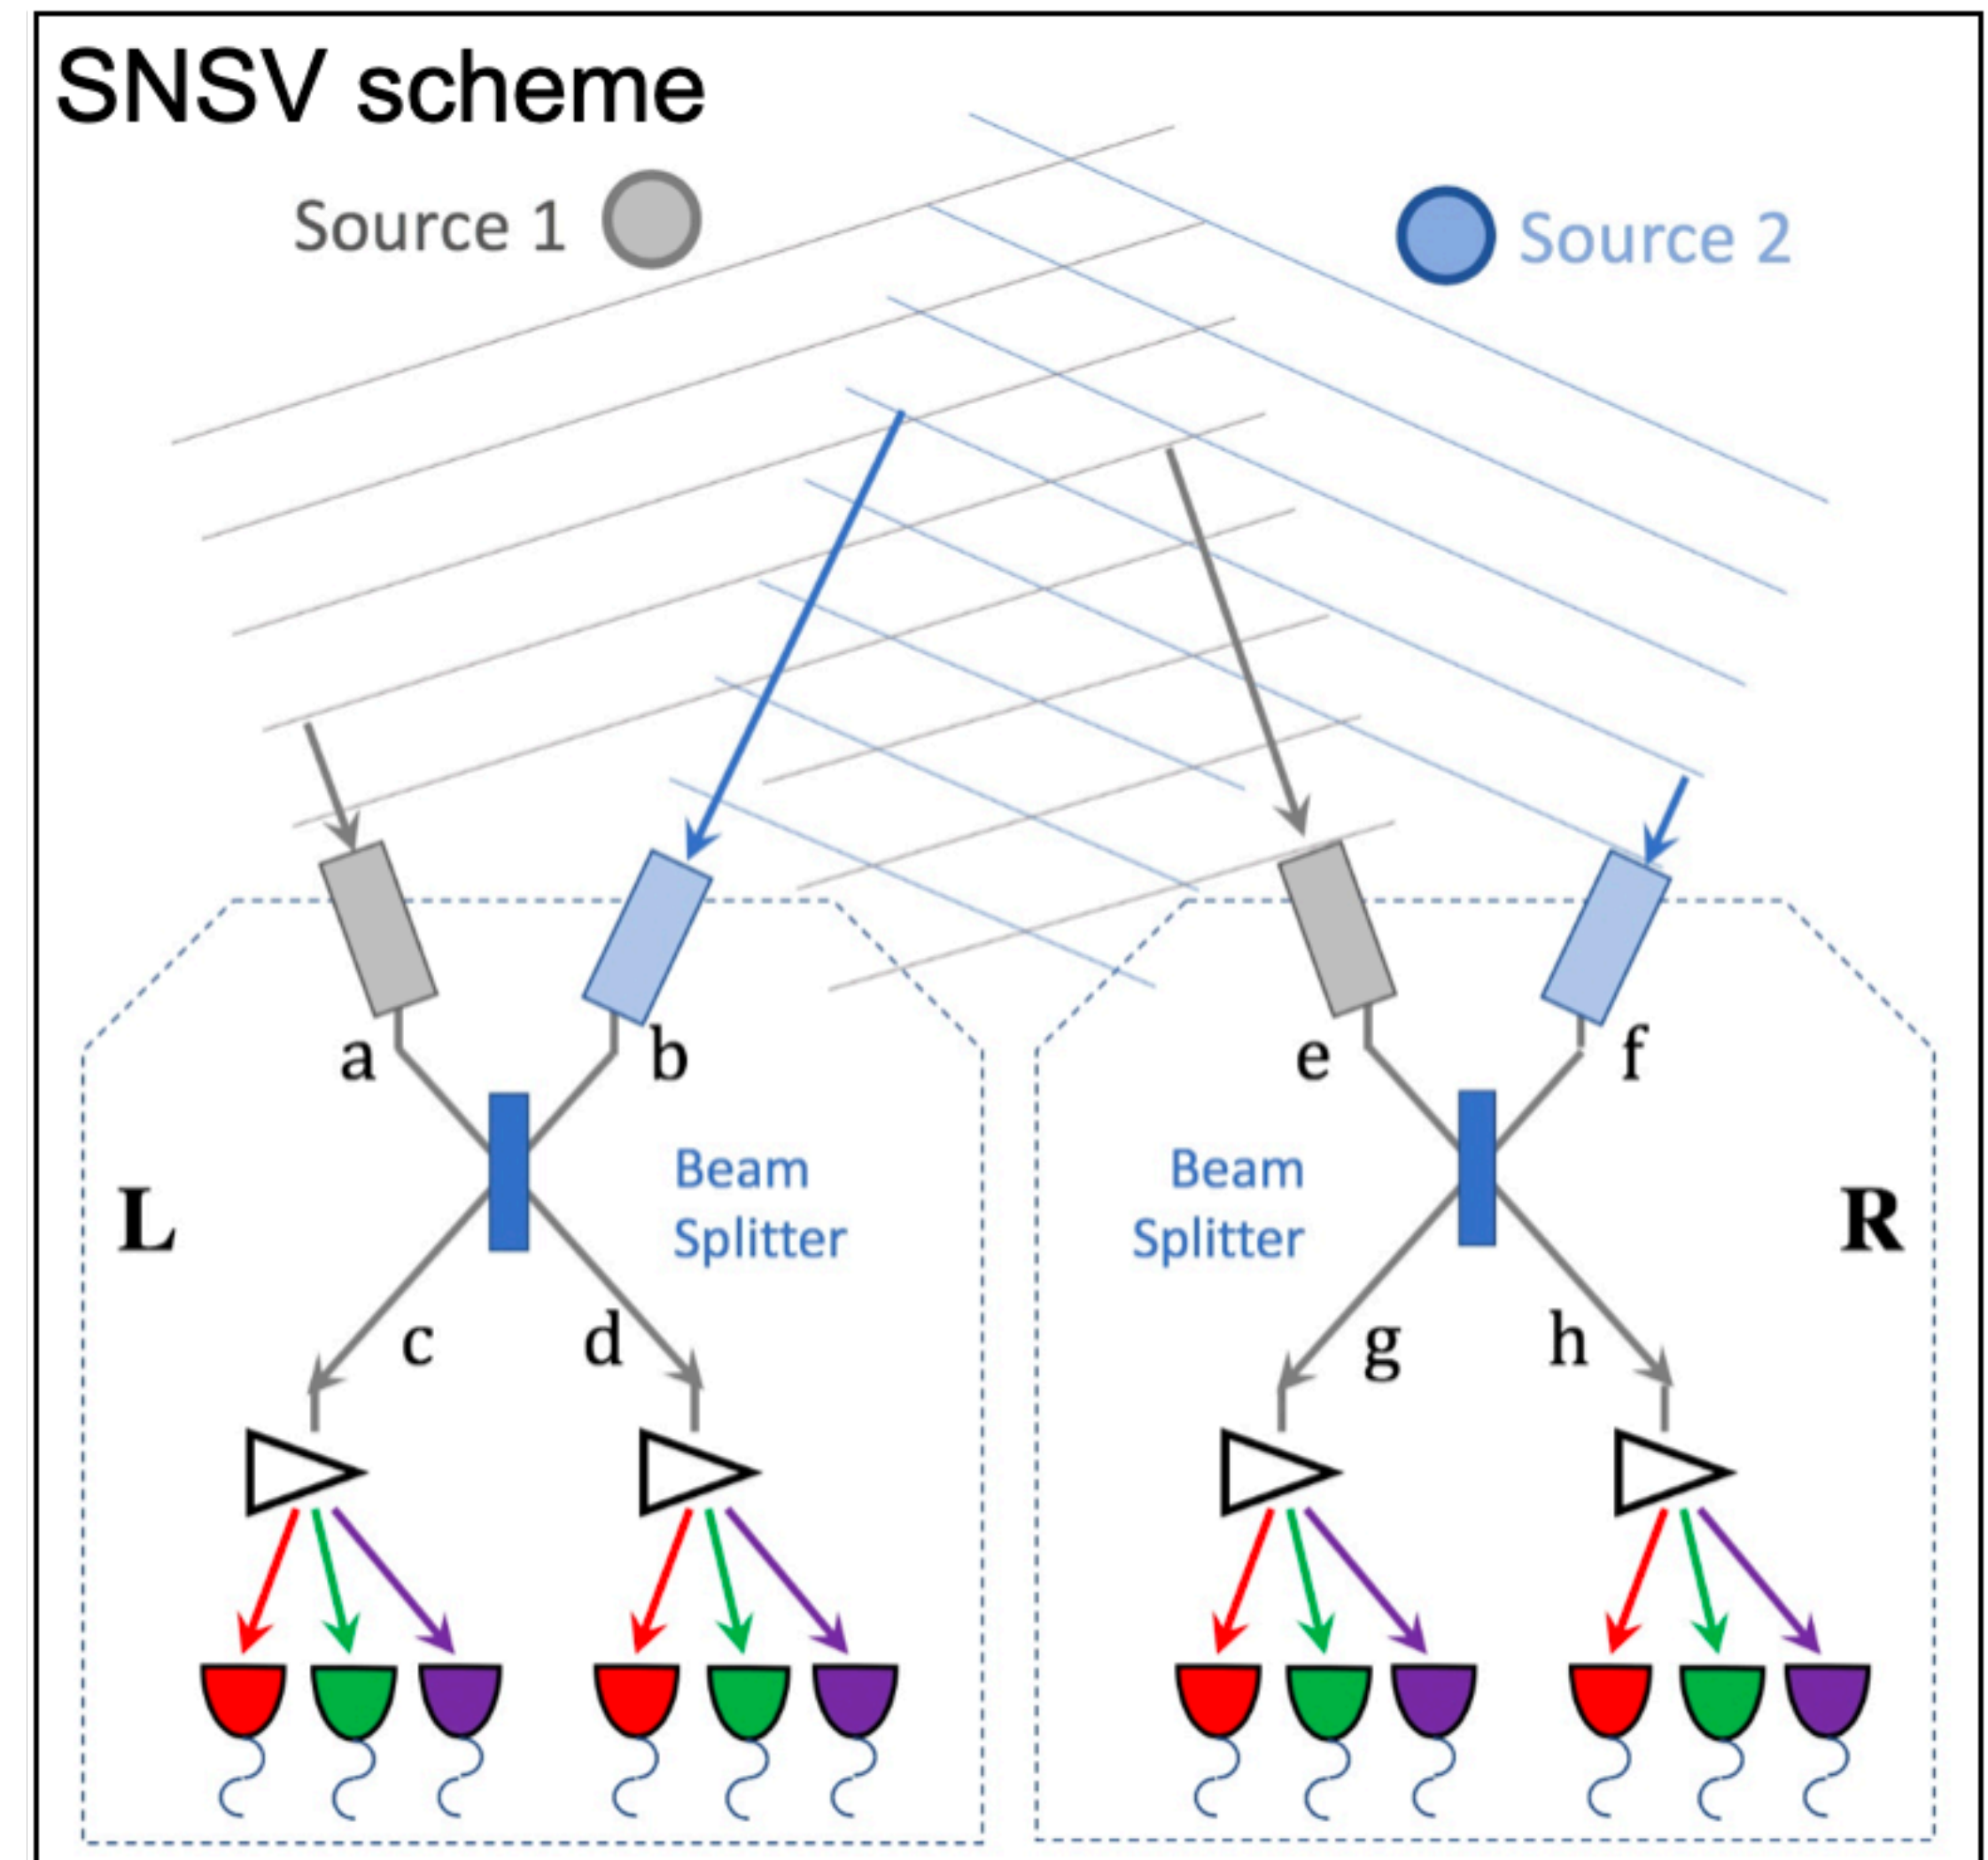 SNSV scheme
Source 1
Source 2
a
b
e
f
L
Beam
Splitter
Beam
Splitter
R
c
d
g
h